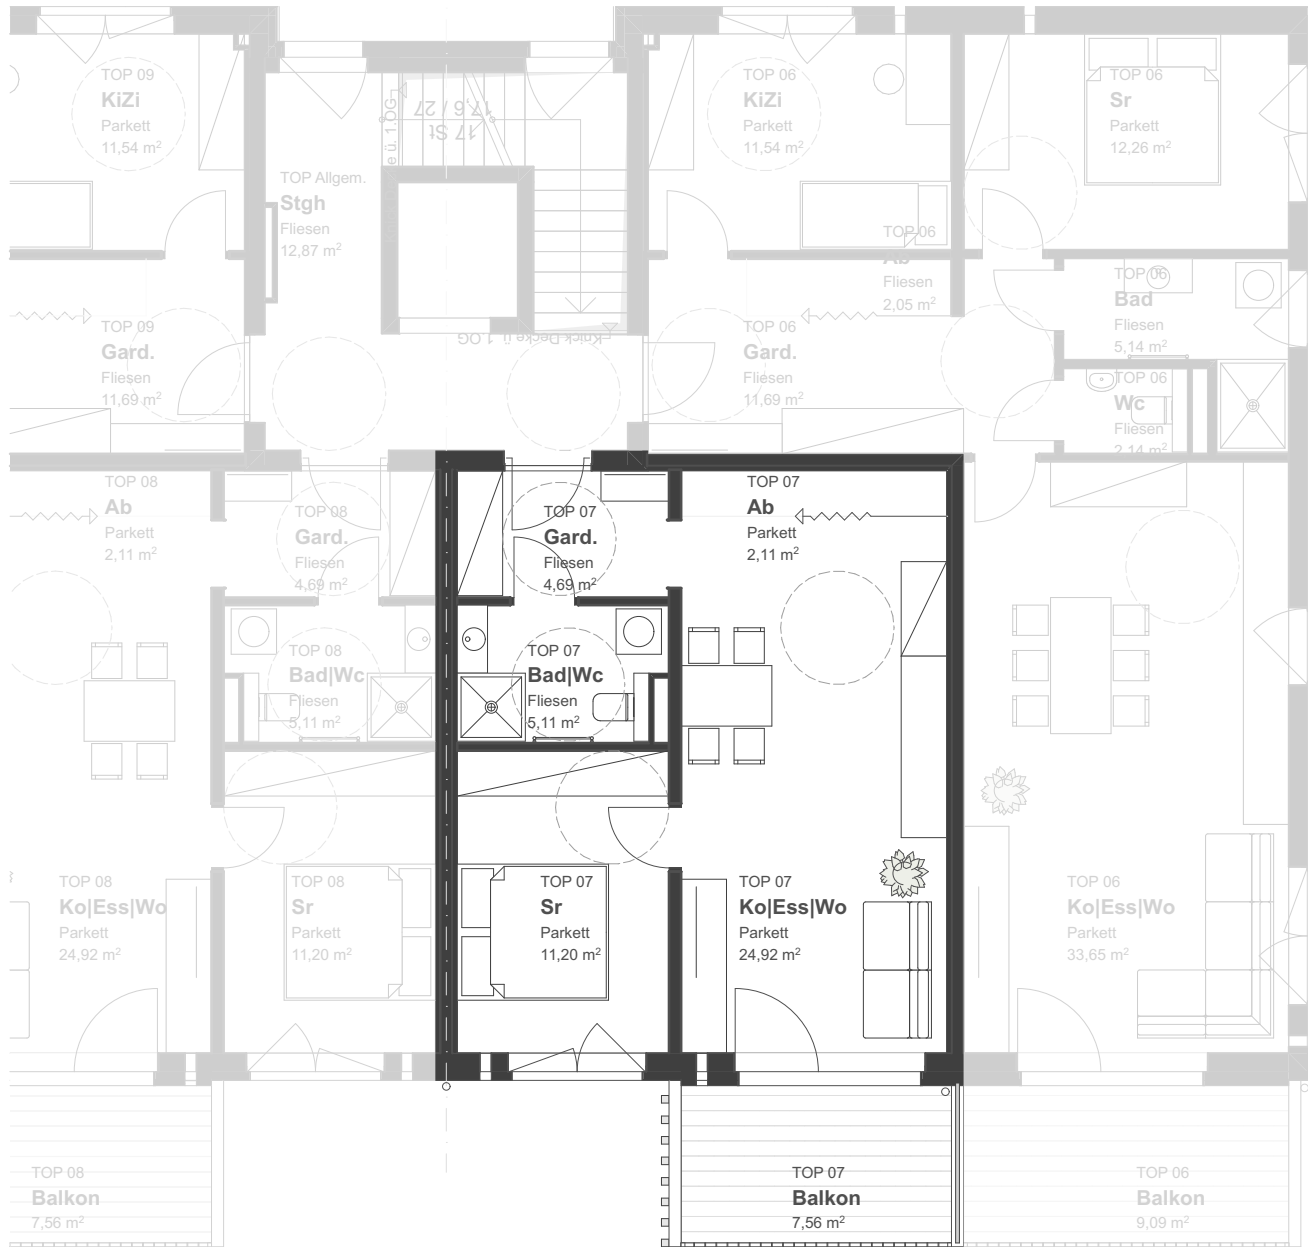 TOP 09
KiZi
Parkett
11,54 m²
TOP Allgem.
Stgh
Fliesen
12,87 m²
17 St
17,6 / 27
TOP 06
KiZi
Parkett
11,54 m²
TOP 06
Sr
Parkett
12,26 m²
TOP 06
Ab
Fliesen
2,05 m²
TOP 06
Bad
Fliesen
5,14 m²
TOP 09
Gard.
Fliesen
11,69 m²
Knick Decke ü. 1.OG
TOP 06
Gard.
Fliesen
11,69 m²
TOP 06
Wc
Fliesen
2,14 m²
TOP 08
Ab
Parkett
2,11 m²
TOP 08
Gard.
Fliesen
4,69 m²
TOP 07
Gard.
Fliesen
4,69 m²
TOP 07
Ab
Parkett
2,11 m²
TOP 08
Bad|Wc
Fliesen
5,11 m²
TOP 07
Bad|Wc
Fliesen
5,11 m²
TOP 08
Ko|Ess|Wo
Parkett
24,92 m²
TOP 08
Sr
Parkett
11,20 m²
TOP 07
Sr
Parkett
11,20 m²
TOP 07
Ko|Ess|Wo
Parkett
24,92 m²
TOP 06
Ko|Ess|Wo
Parkett
33,65 m²
TOP 08
Balkon
7,56 m²
TOP 07
Balkon
7,56 m²
TOP 06
Balkon
9,09 m²